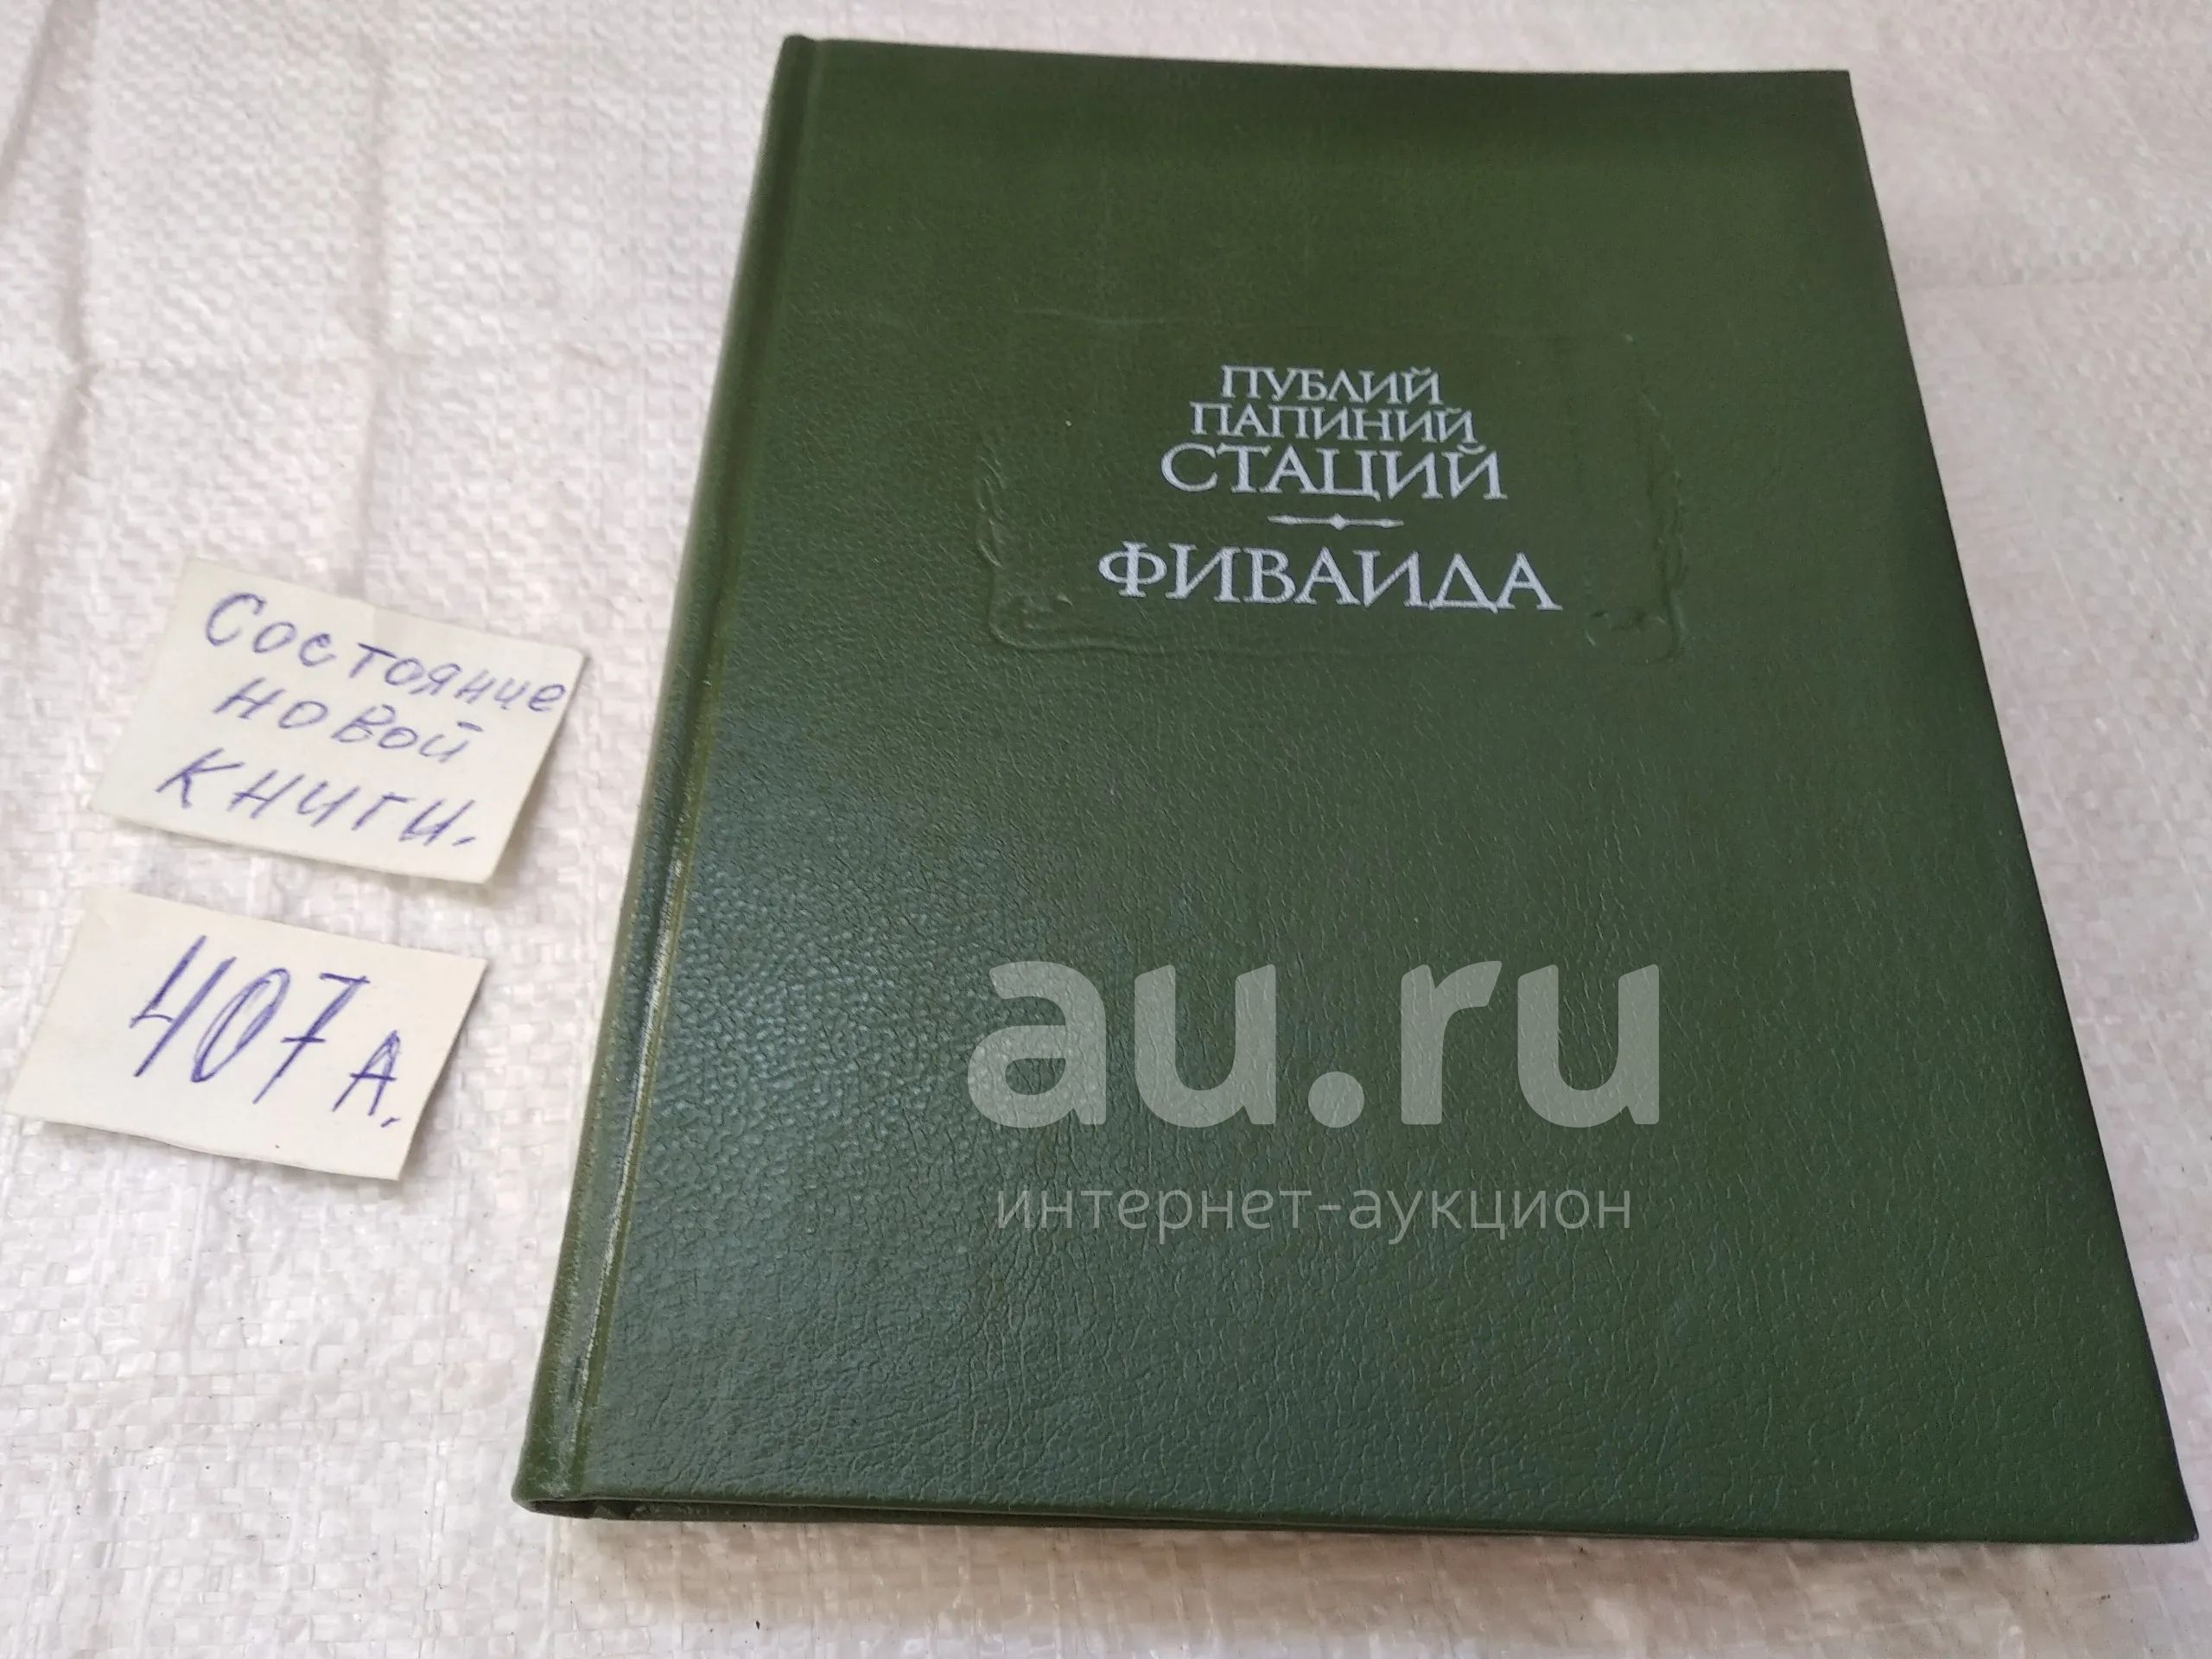 ПУБЛИЙ
ПАПИНИЙ
СТАЦИЙ
ФИВАИДА
Состояние
новой
книги.
407 А.
au.ru
интернет-аукцион